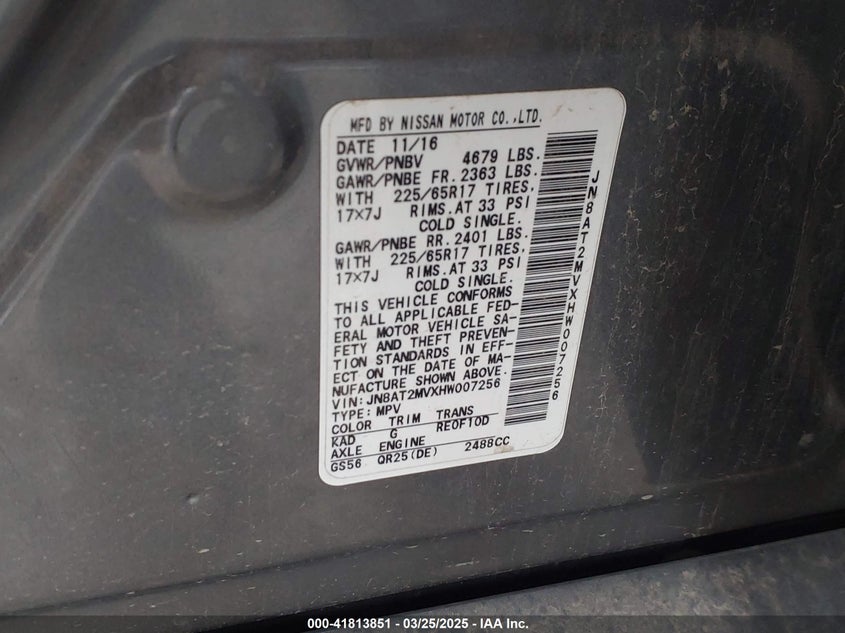 MFD BY NISSAN MOTOR CO.,LTD.
DATE 11/16
GVWR/PNBV 4679 LBS.
GAWR/PNBE FR. 2363 LBS.
WITH 225/65R17 TIRES,
17×7J RIMS.AT 33 PSI
COLD SINGLE.
GAWR/PNBE RR. 2401 LBS.
WITH 225/65R17 TIRES,
17×7J RIMS.AT 33 PSI
COLD SINGLE.
THIS VEHICLE CONFORMS
TO ALL APPLICABLE FED-
ERAL MOTOR VEHICLE SA-
FETY AND THEFT PREVEN-
TION STANDARDS IN EFF-
ECT ON THE DATE OF MA-
NUFACTURE SHOWN ABOVE.
VIN: JN8AT2MVXHW007256
TYPE: MPV
COLOR TRIM TRANS
KAD G RE0F10D
AXLE ENGINE
GS56 QR25(DE) 2488CC
JN8AT2MVXHW007256
000-41813851 — 03/25/2025 — IAA Inc.